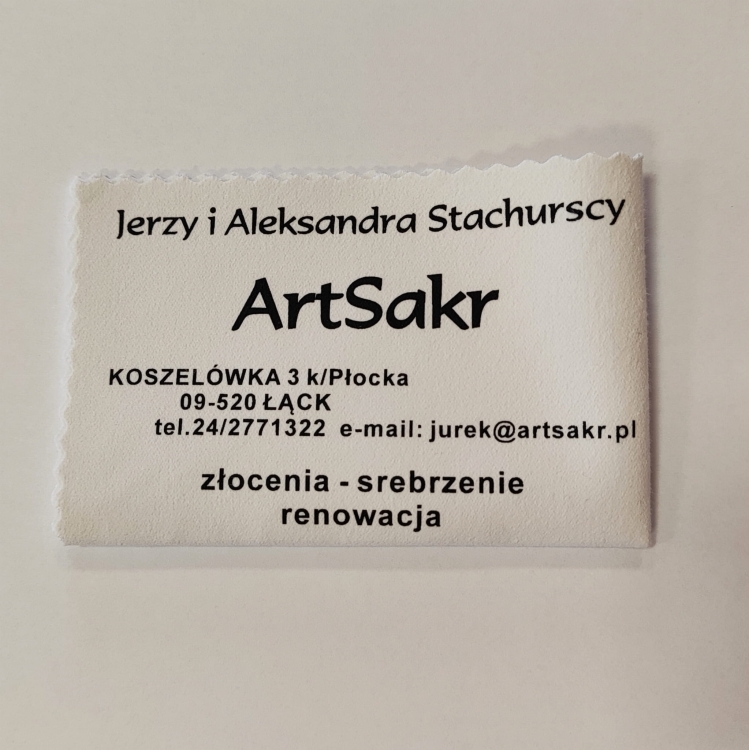 Jerzy i Aleksandra Stachurscy
ArtSakr
KOSZELÓWKA 3 k/Płocka
09-520 ŁĄCK
tel.24/2771322 e-mail: jurek@artsakr.pl
złocenia - srebrzenie
renowacja